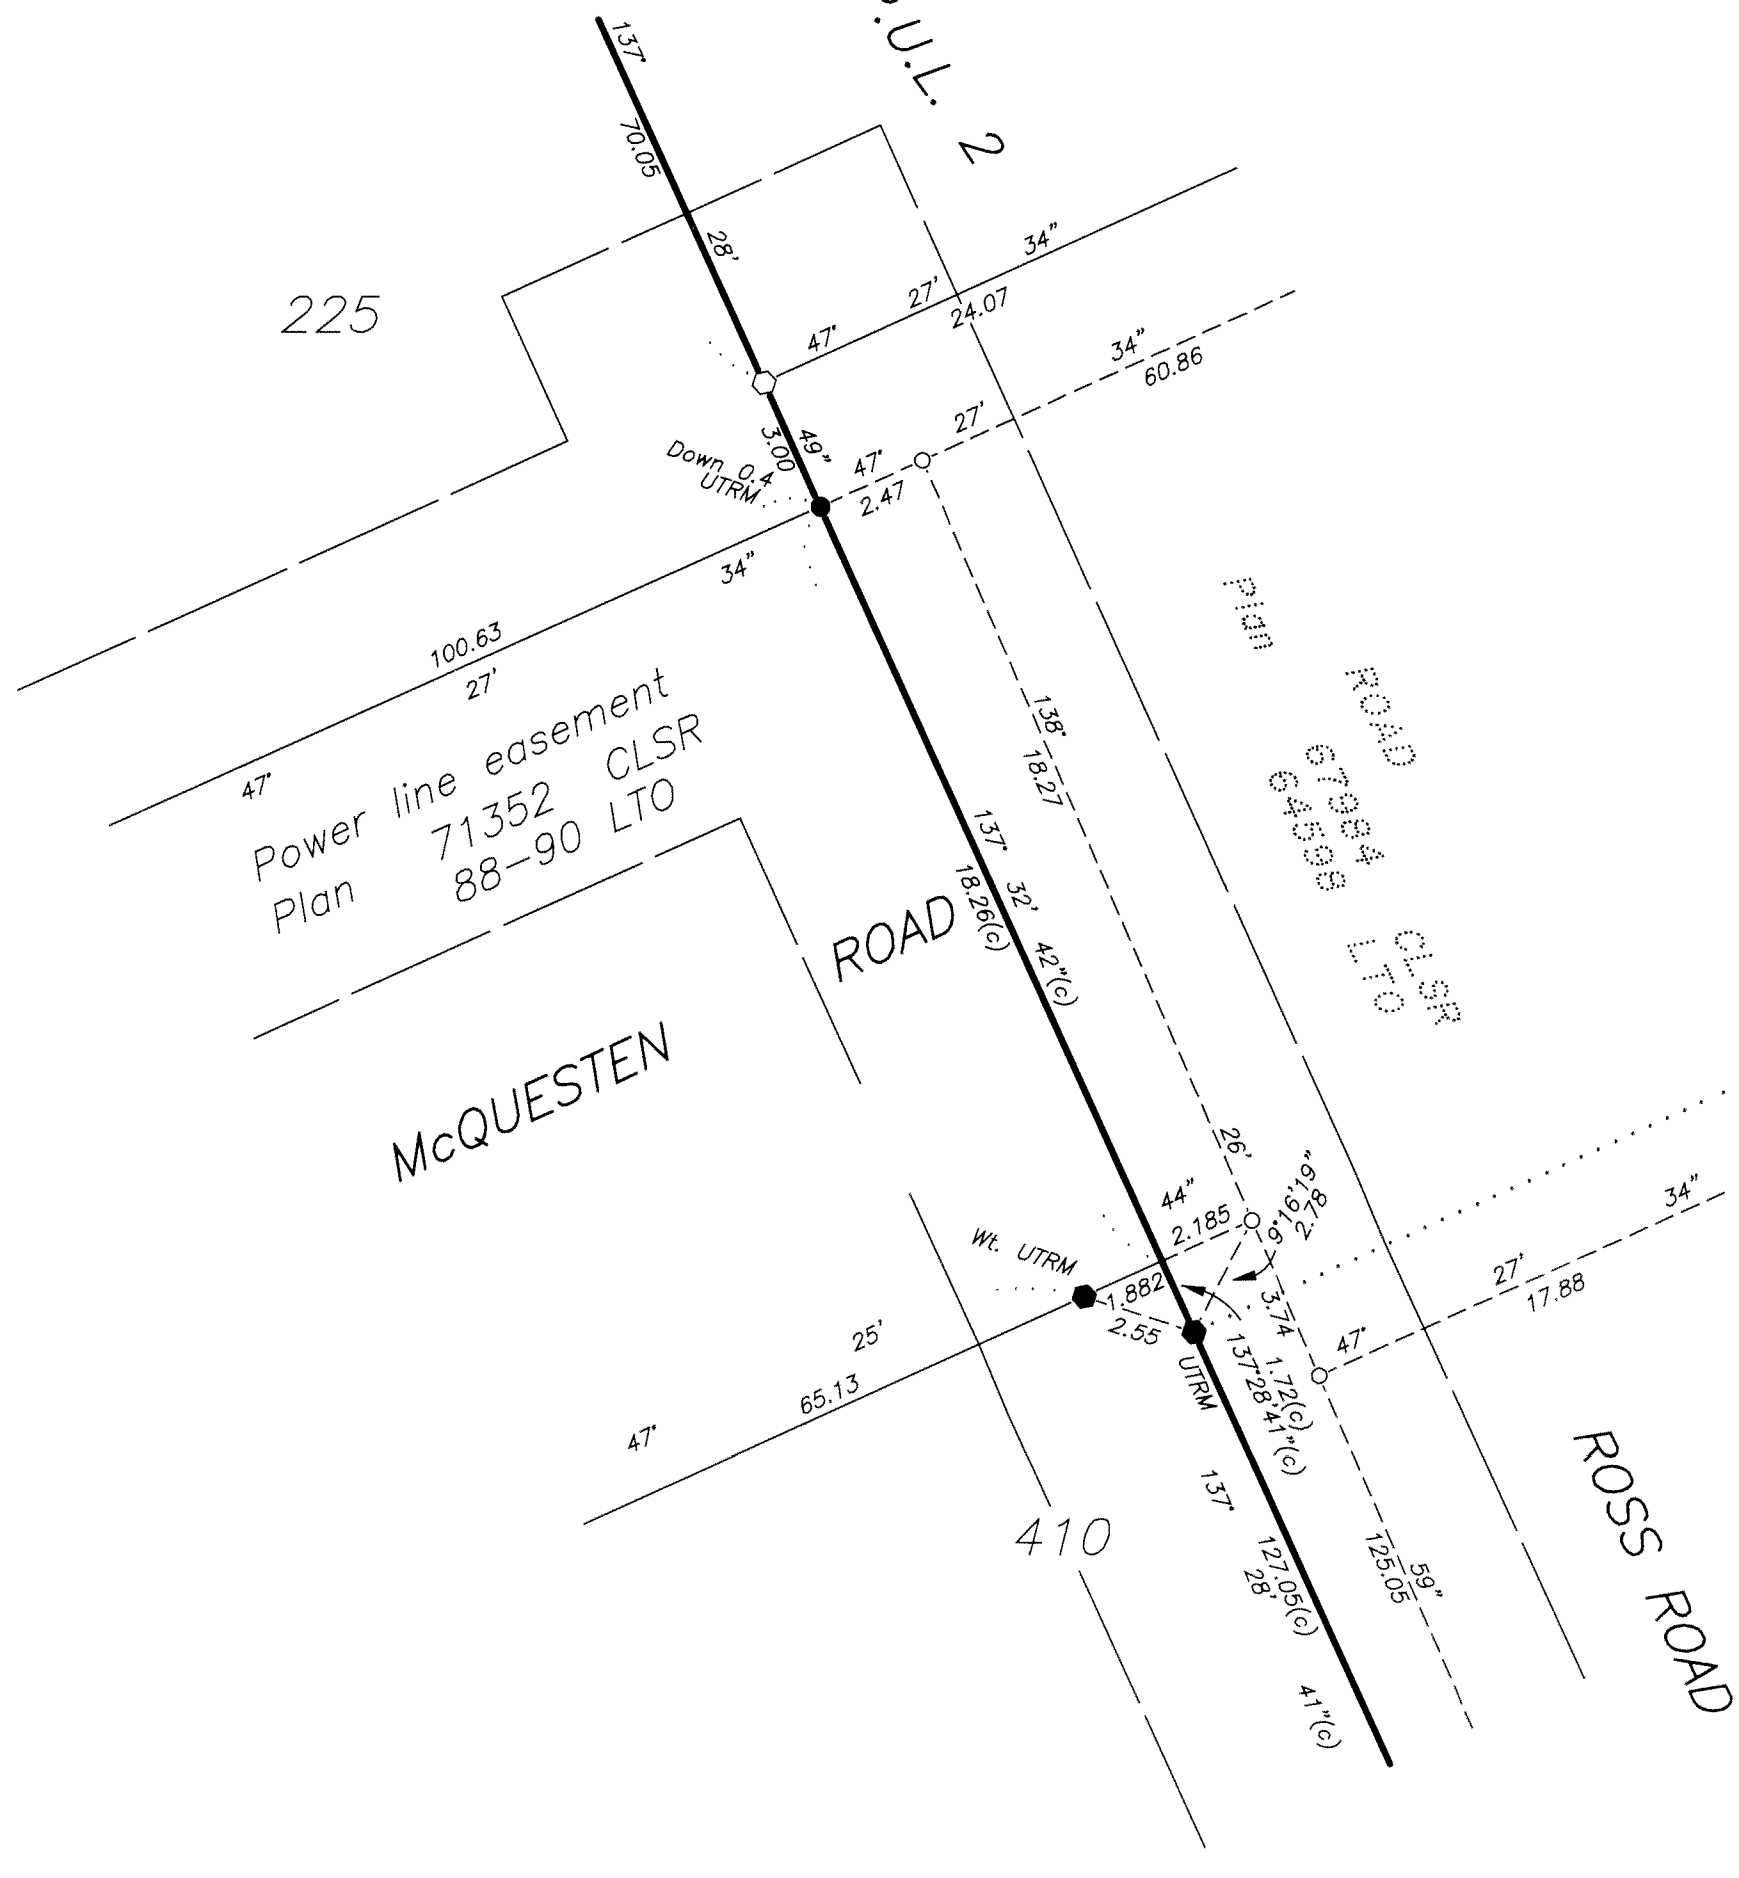 .U.L. 2
137°
70.05
28'
225
47° 27' 34"
24.07
49"
3.00
47° 27' 34"
2.47 60.86
Down 0.4
UTRM
34"
100.63
27'
47°
Power line easement
71352 CLSR
Plan 88-90 LTO
138°
18.27
26'
Plan
ROAD
67984 CLSR
64598 LTO
137° 32' 42"(c)
18.26(c)
McQUESTEN ROAD
44"
2.185
9°16'19"
2.78
Wt. UTRM
1.882
2.55
25'
65.13
47°
UTRM
3.74
1.72(c)
137°28'41"(c)
47° 27' 34"
17.88
410
137°
127.05(c)
28'
41"(c)
59"
125.05
ROSS ROAD